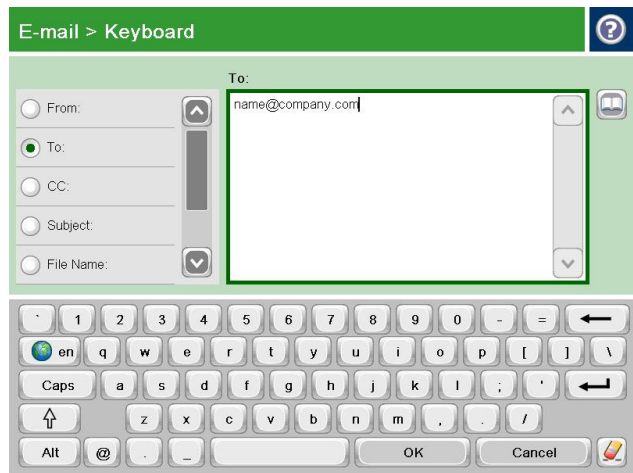 E-mail > Keyboard
?
To:
From:
To:
CC:
Subject:
File Name:
name@company.com
` 1 2 3 4 5 6 7 8 9 0 - =
en q w e r t y u i o p [ ] \
Caps a s d f g h j k l ; '
z x c v b n m , . /
Alt @ . _ OK Cancel